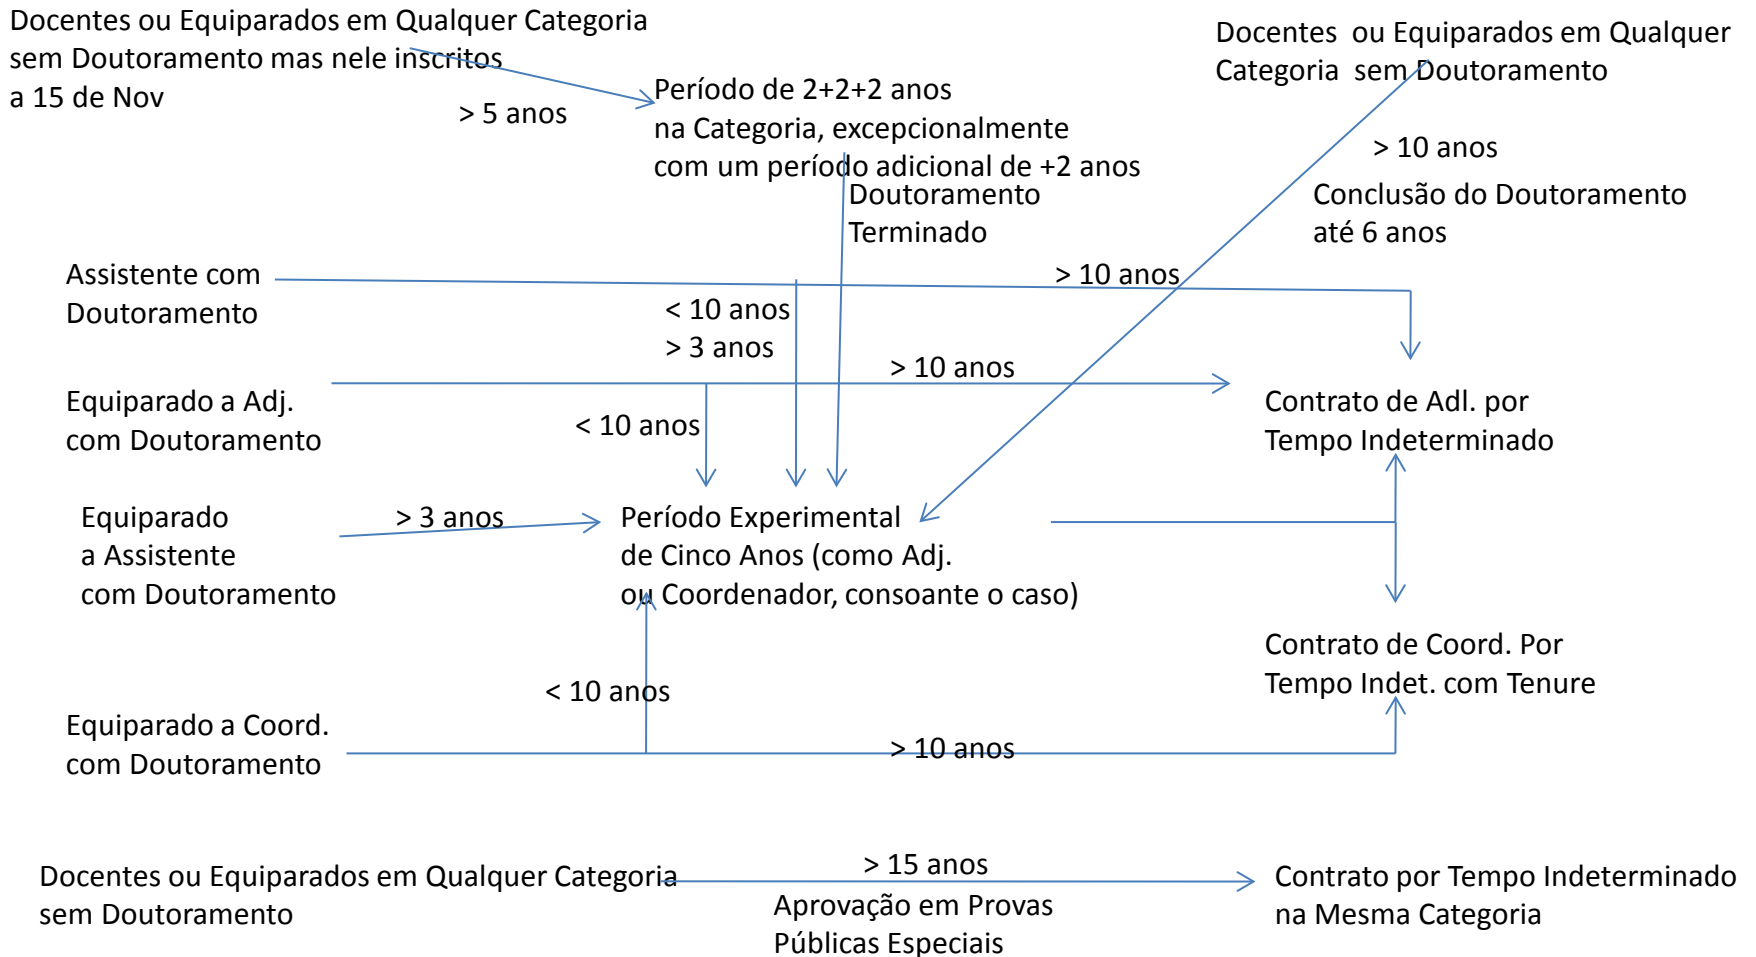 Docentes ou Equiparados em Qualquer Categoria
sem Doutoramento mas nele inscritos
a 15 de Nov
> 5 anos
Período de 2+2+2 anos
na Categoria, excepcionalmente
com um período adicional de +2 anos
Doutoramento
Terminado
Docentes ou Equiparados em Qualquer
Categoria sem Doutoramento
> 10 anos
Conclusão do Doutoramento
até 6 anos
Assistente com
Doutoramento
> 10 anos
< 10 anos
> 3 anos
Equiparado a Adj.
com Doutoramento
> 10 anos
< 10 anos
Contrato de Adl. por
Tempo Indeterminado
Equiparado
a Assistente
com Doutoramento
> 3 anos
Período Experimental
de Cinco Anos (como Adj.
ou Coordenador, consoante o caso)
Contrato de Coord. Por
Tempo Indet. com Tenure
< 10 anos
Equiparado a Coord.
com Doutoramento
> 10 anos
Docentes ou Equiparados em Qualquer Categoria
sem Doutoramento
> 15 anos
Aprovação em Provas
Públicas Especiais
Contrato por Tempo Indeterminado
na Mesma Categoria